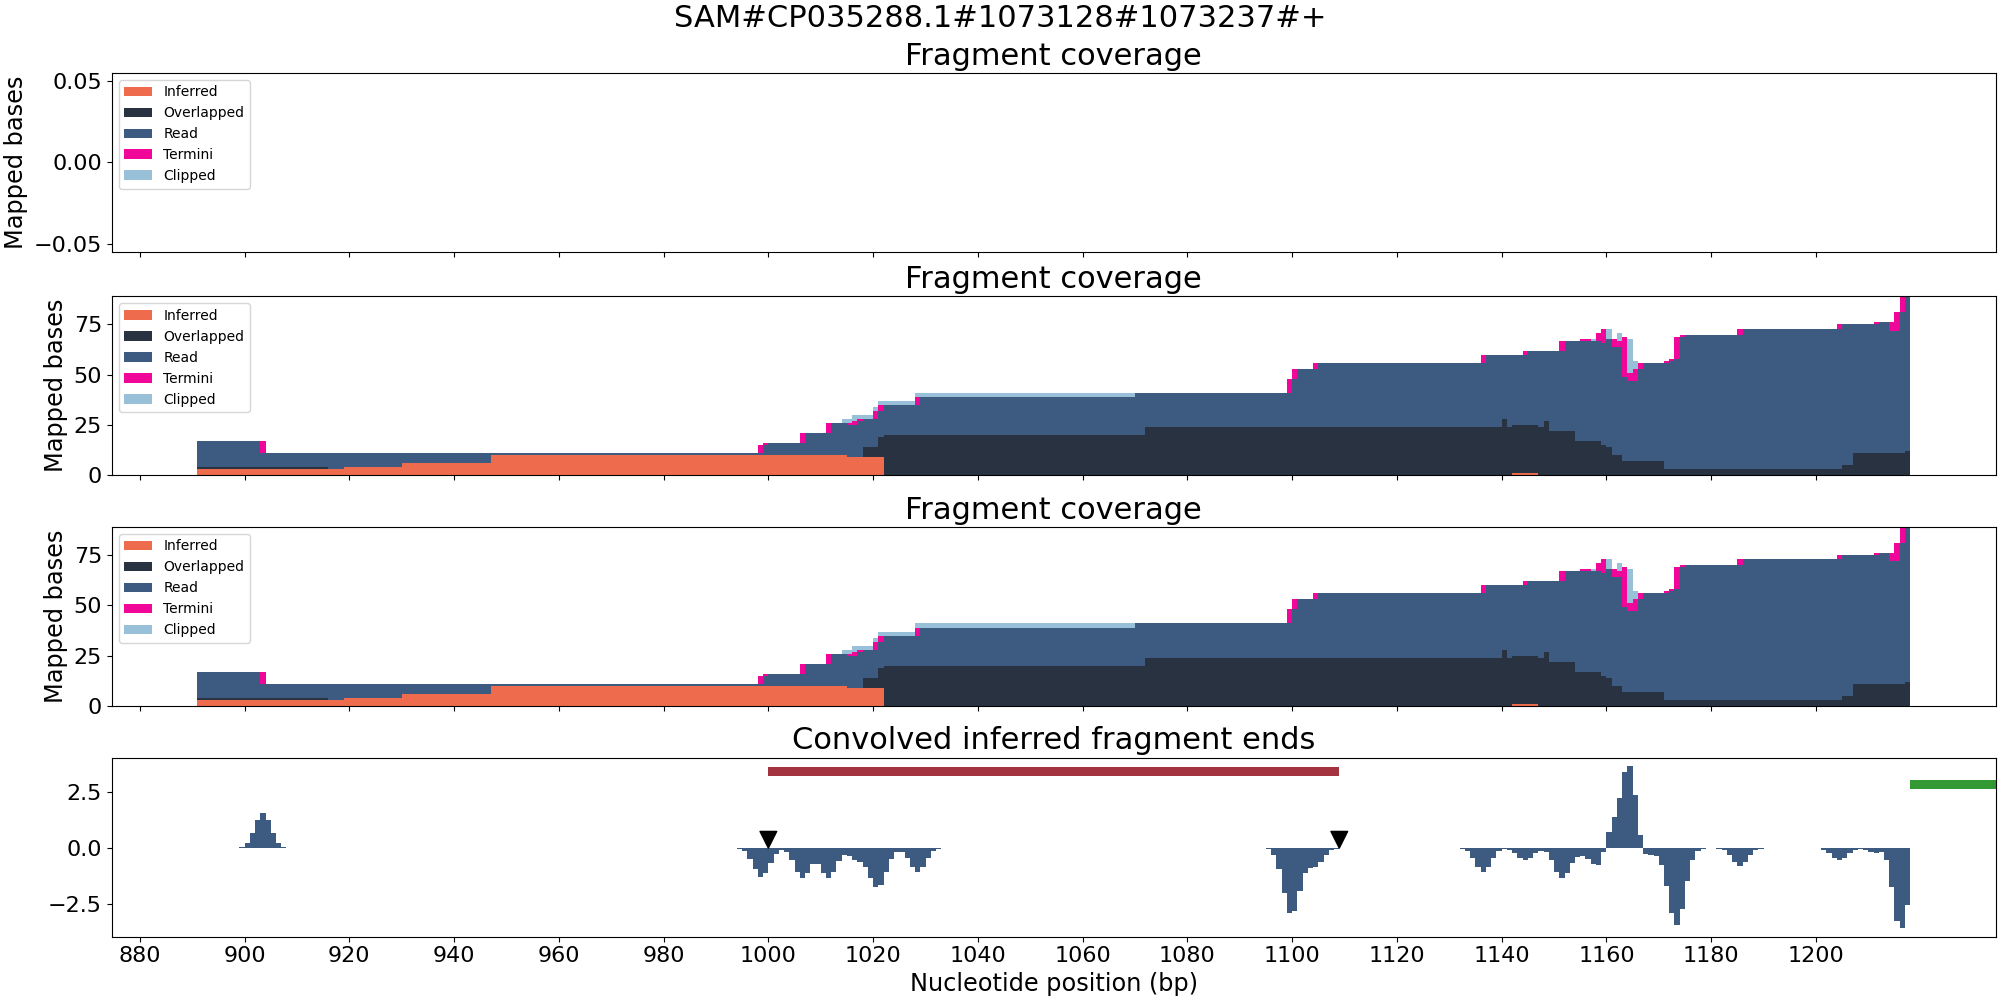 SAM#CP035288.1#1073128#1073237#+
Fragment coverage
Mapped bases
0.05
0.00
−0.05
Inferred
Overlapped
Read
Termini
Clipped
Fragment coverage
Mapped bases
75
50
25
0
Inferred
Overlapped
Read
Termini
Clipped
Fragment coverage
Mapped bases
75
50
25
0
Inferred
Overlapped
Read
Termini
Clipped
Convolved inferred fragment ends
2.5
0.0
−2.5
880 900 920 940 960 980 1000 1020 1040 1060 1080 1100 1120 1140 1160 1180 1200
Nucleotide position (bp)